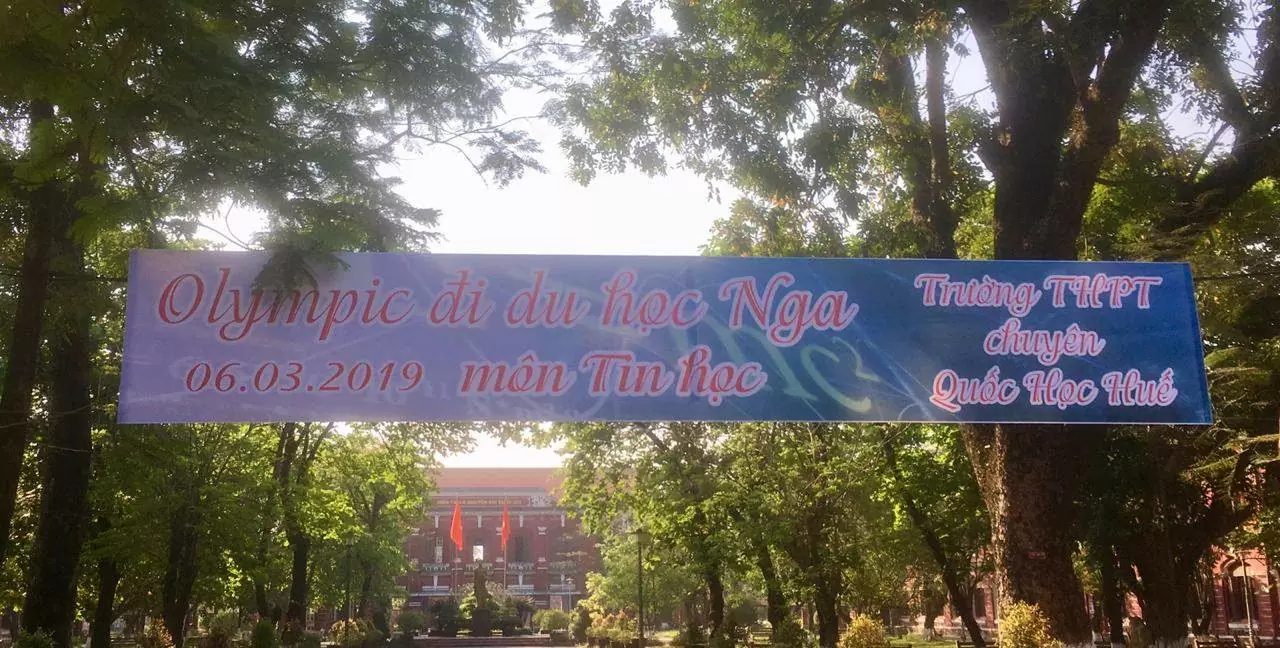 Olympic đi du học Nga
06.03.2019 môn Tin học
Trường THPT
chuyên
Quốc Học Huế